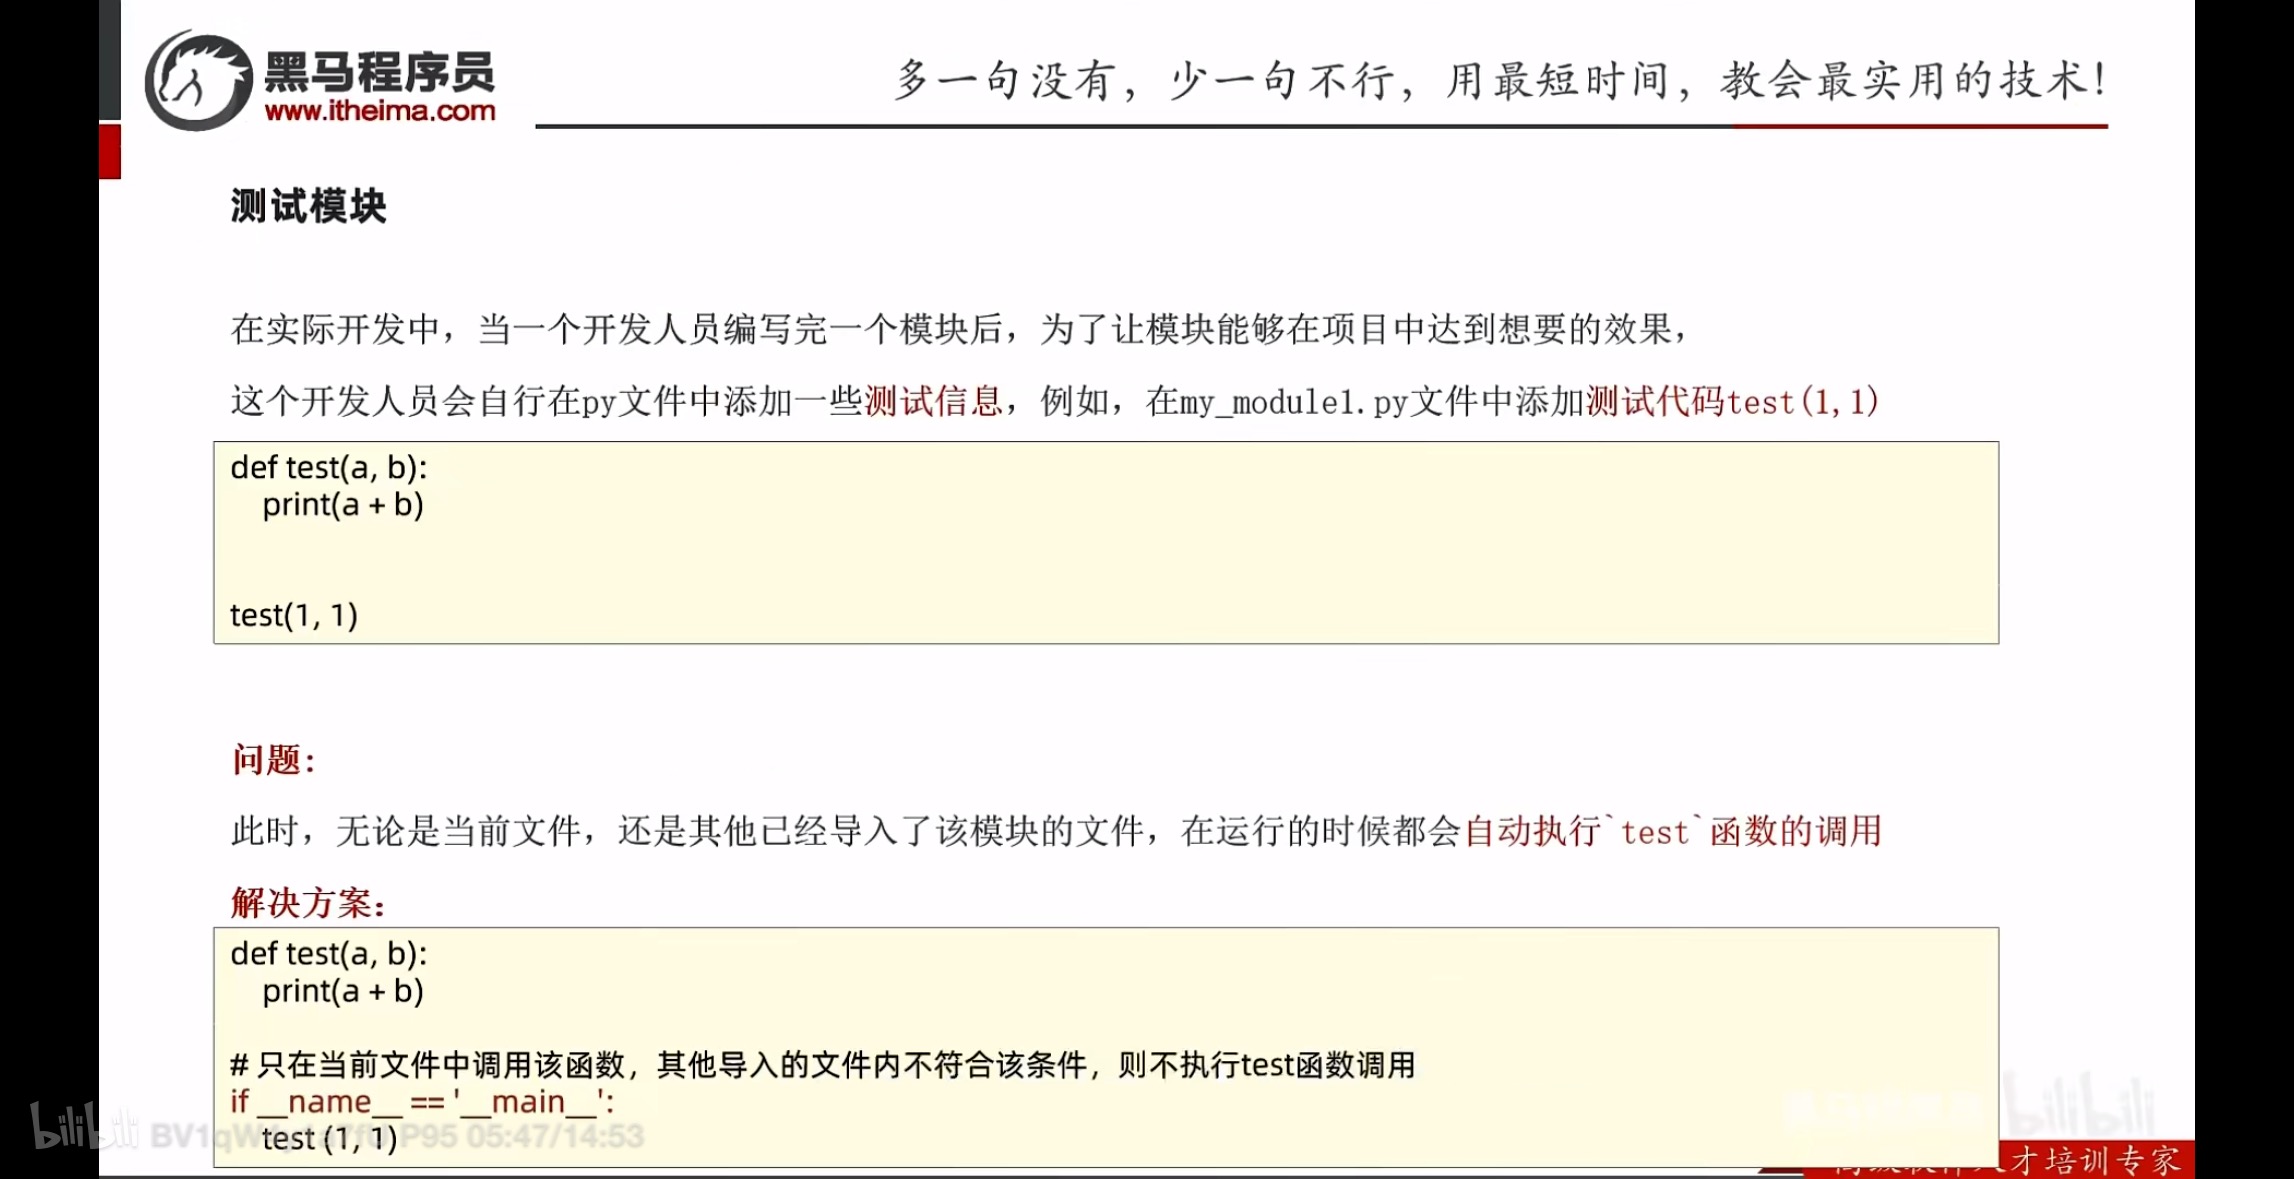 黑马程序员
www.itheima.com
多一句没有，少一句不行，用最短时间，教会最实用的技术！
测试模块
在实际开发中，当一个开发人员编写完一个模块后，为了让模块能够在项目中达到想要的效果，
这个开发人员会自行在py文件中添加一些测试信息，例如，在my_module1.py文件中添加测试代码test(1,1)
def test(a, b):
    print(a + b)
test(1, 1)
问题：
此时，无论是当前文件，还是其他已经导入了该模块的文件，在运行的时候都会自动执行`test`函数的调用
解决方案：
def test(a, b):
    print(a + b)
# 只在当前文件中调用该函数，其他导入的文件内不符合该条件，则不执行test函数调用
if __name__ == '__main__':
    test (1, 1)
bilibili
P95 05:47/14:53
bilibili
才培训专家